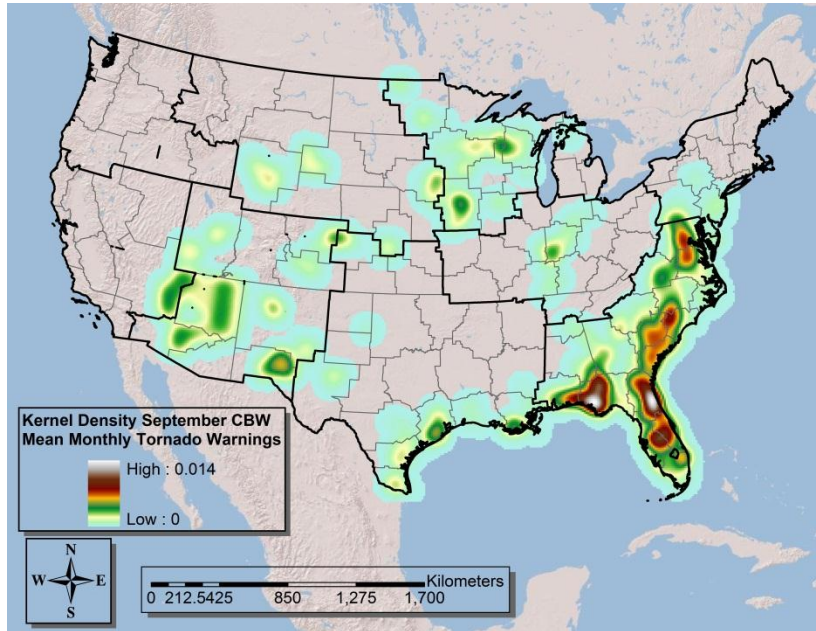 Kernel Density September CBW
Mean Monthly Tornado Warnings
High : 0.014
Low : 0
N
W E
S
Kilometers
0 212.5425 850 1,275 1,700